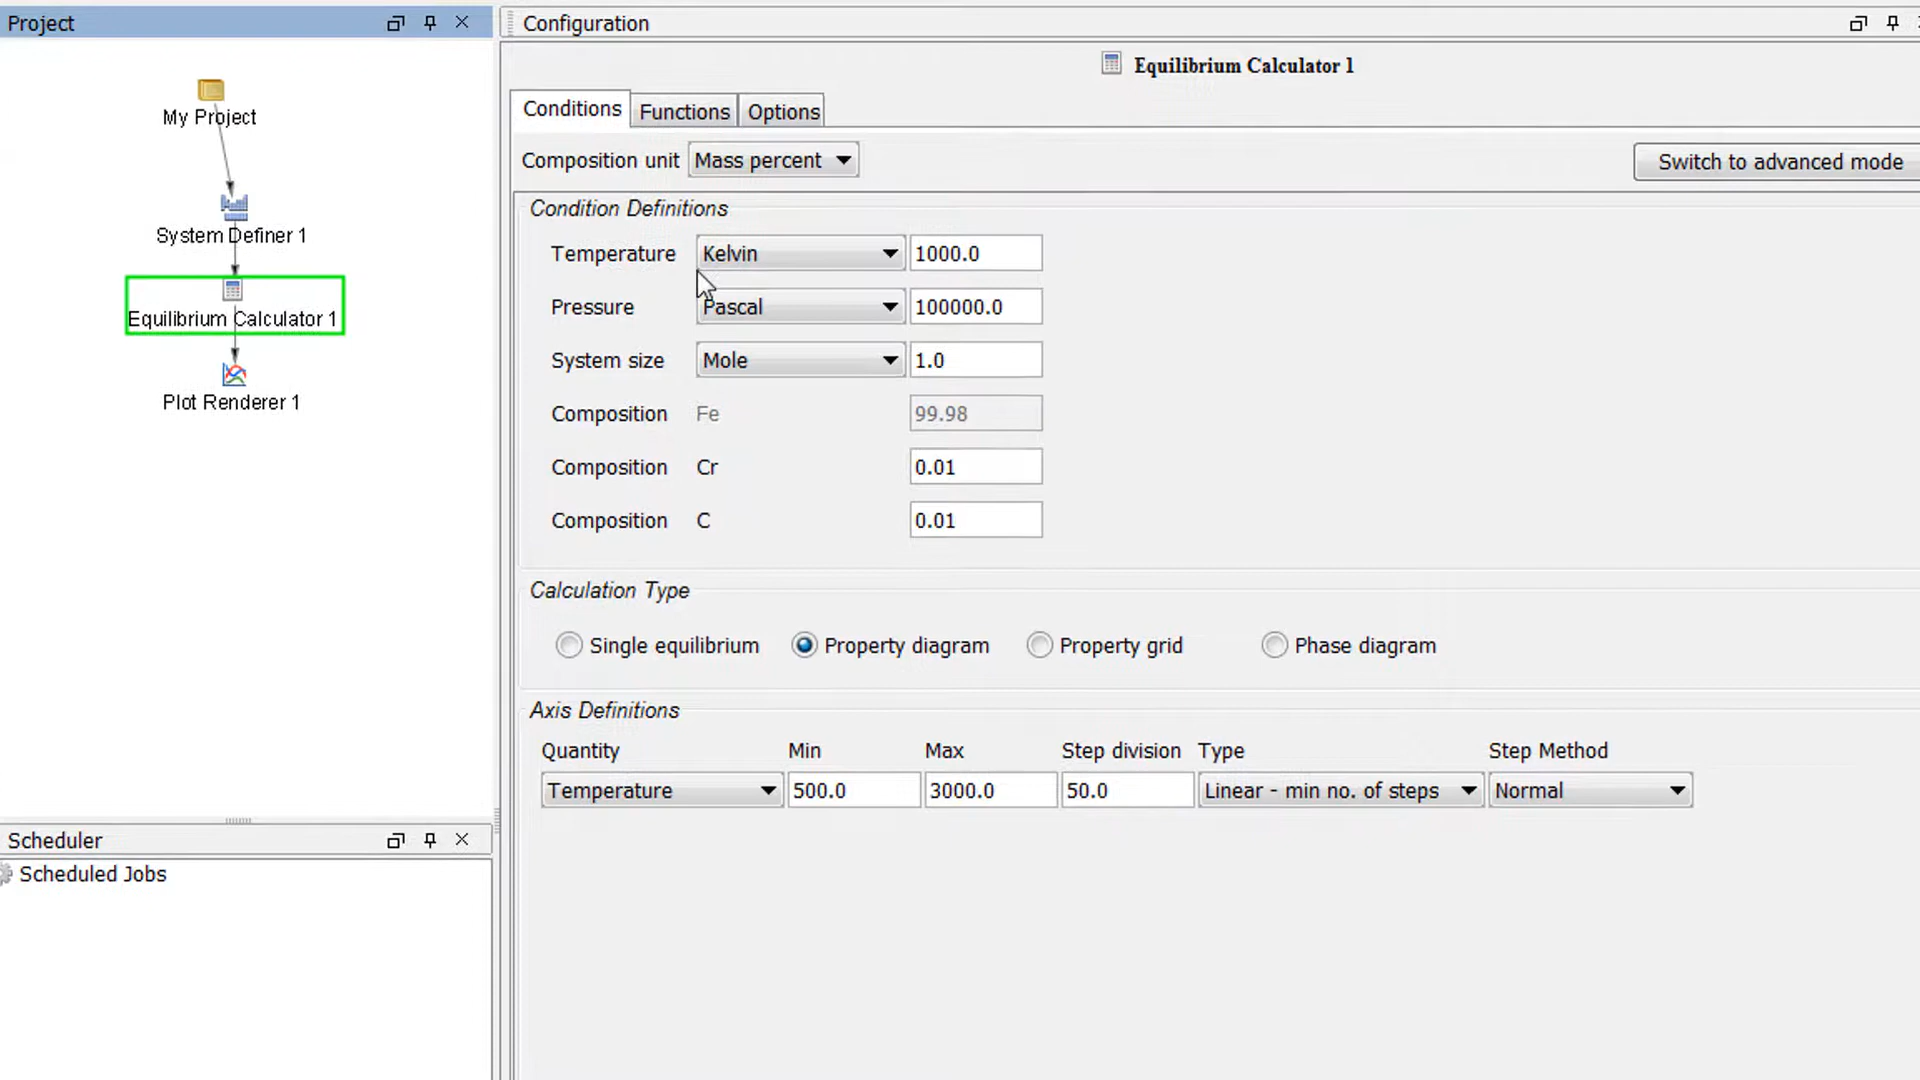 Project
My Project
System Definer 1
Equilibrium Calculator 1
Plot Renderer 1
Scheduler
Scheduled Jobs
Configuration
Equilibrium Calculator 1
Conditions Functions Options
Composition unit Mass percent Switch to advanced mode
Condition Definitions
Temperature Kelvin 1000.0
Pressure Pascal 100000.0
System size Mole 1.0
Composition Fe 99.98
Composition Cr 0.01
Composition C 0.01
Calculation Type
Single equilibrium Property diagram Property grid Phase diagram
Axis Definitions
Quantity Min Max Step division Type Step Method
Temperature 500.0 3000.0 50.0 Linear - min no. of steps Normal